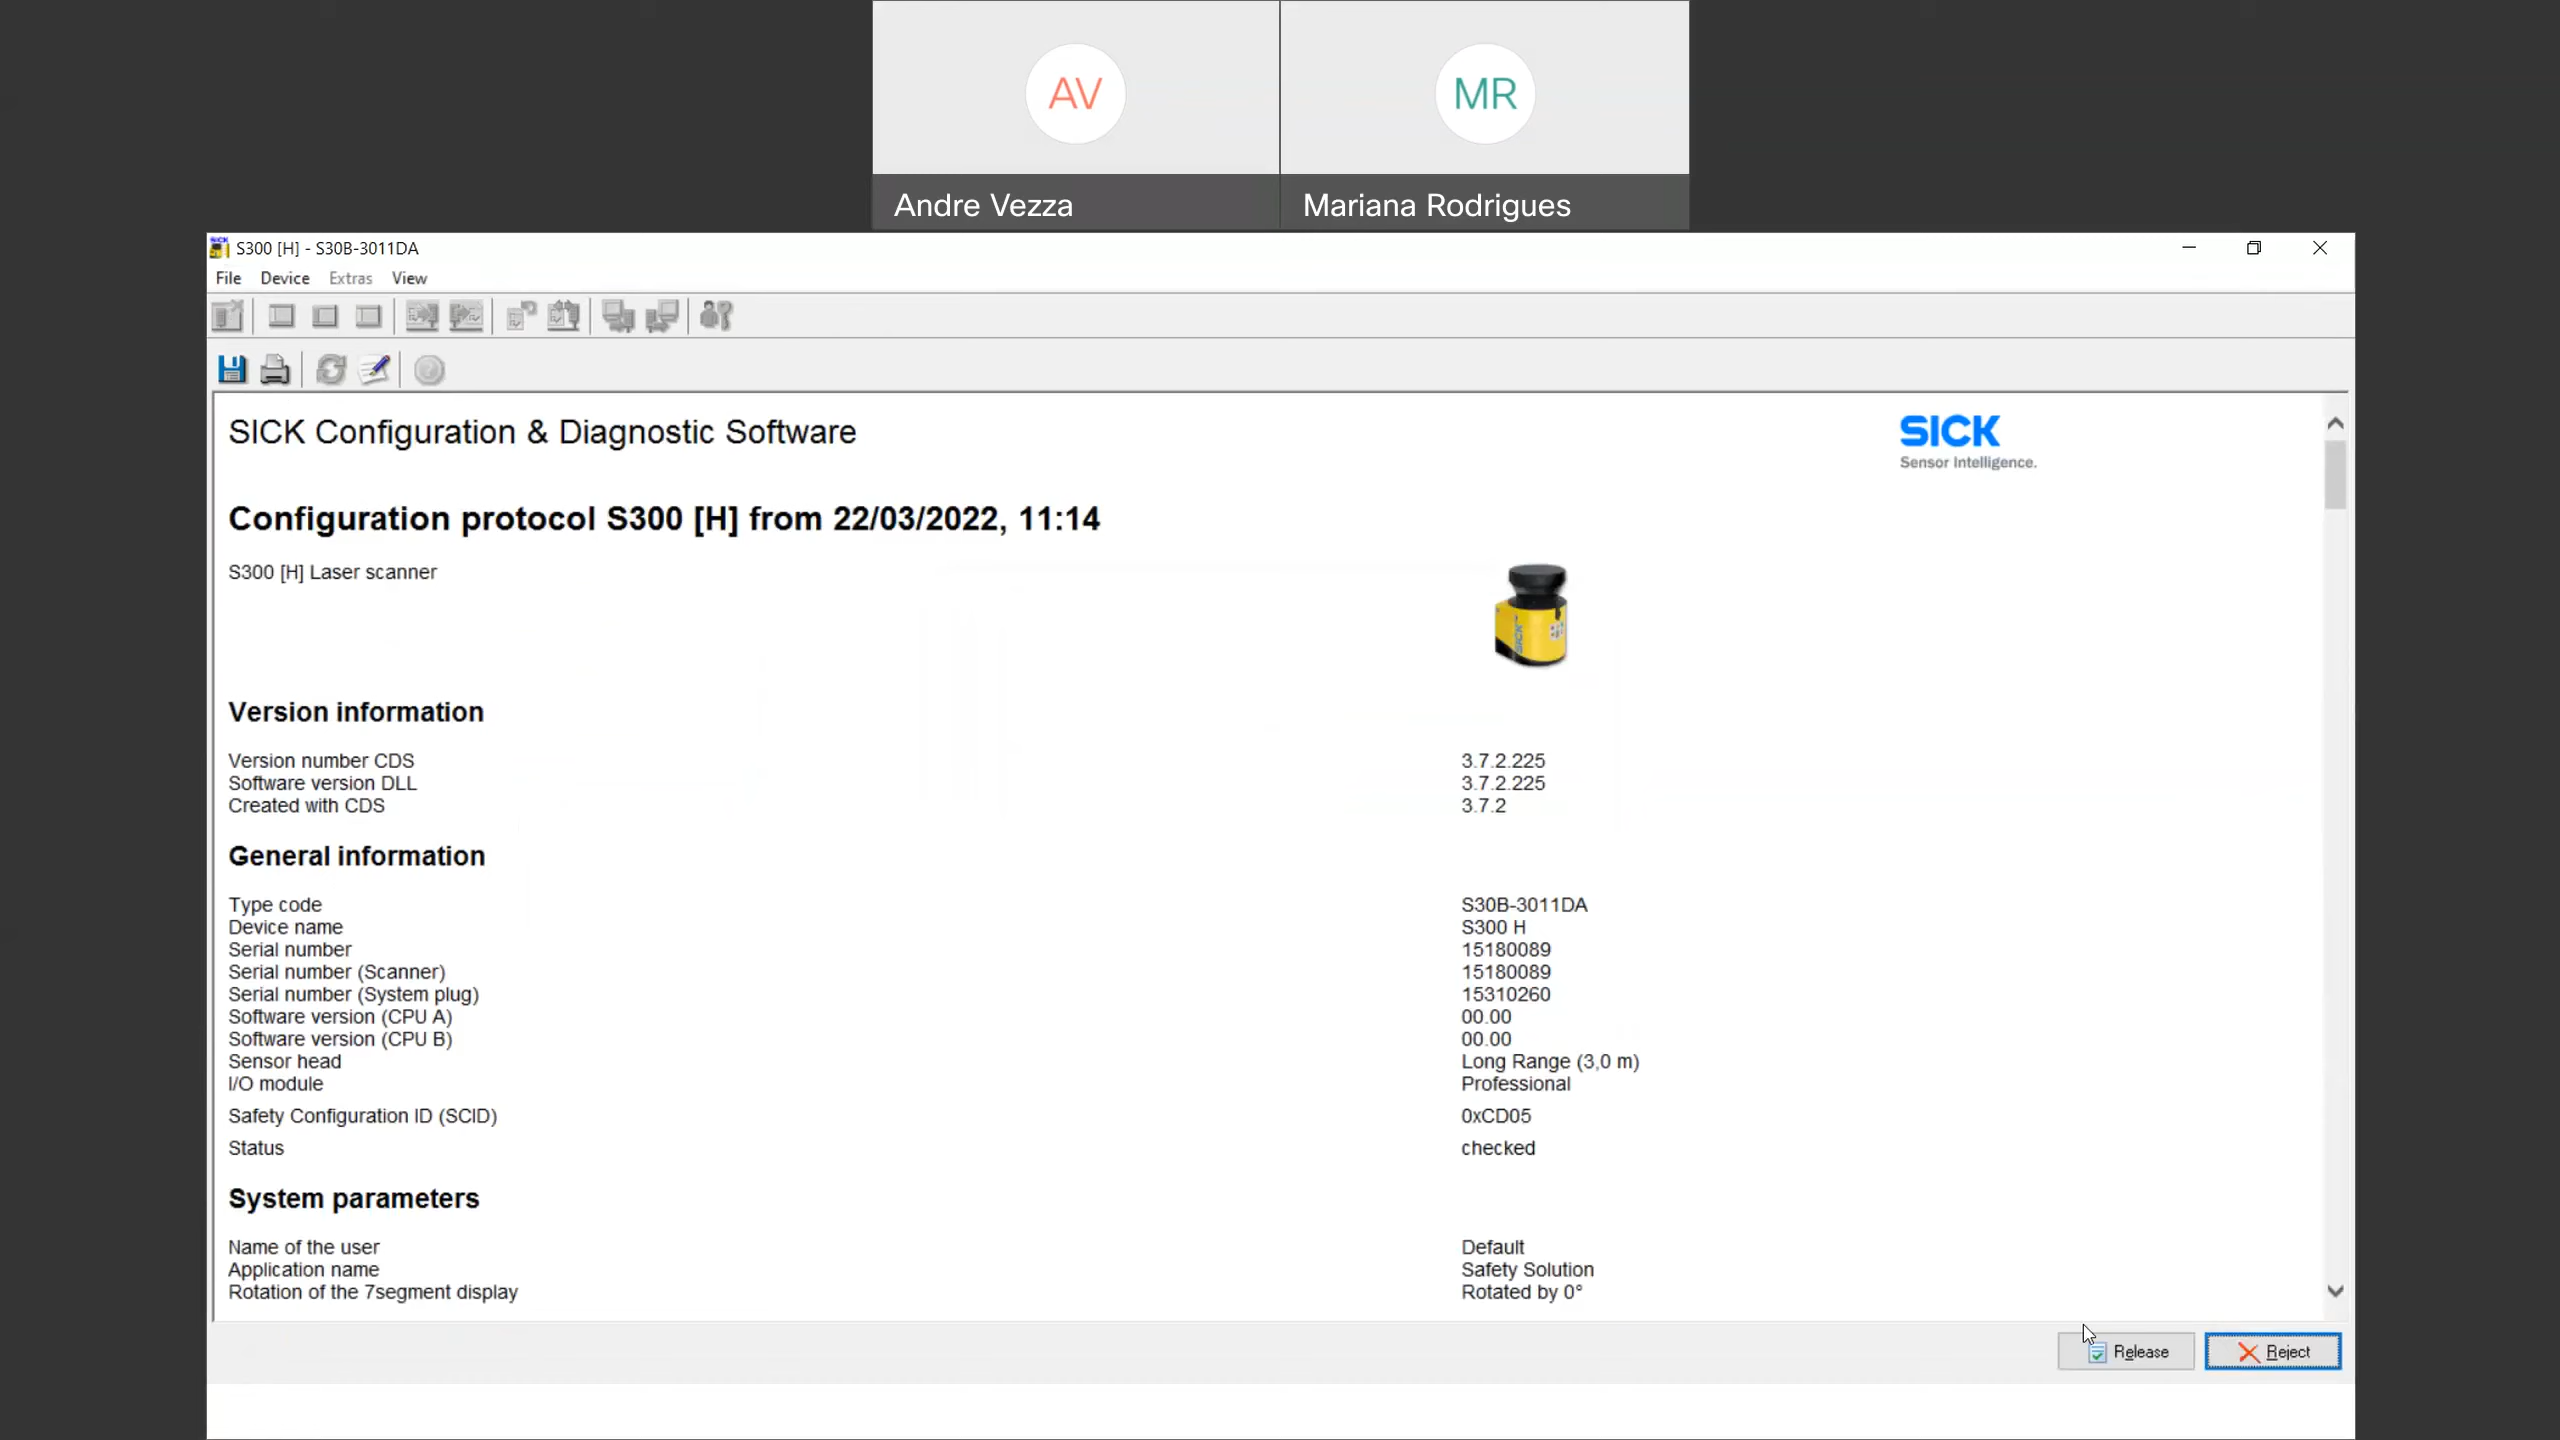 AV
MR
Andre Vezza
Mariana Rodrigues
S300 [H] - S30B-3011DA
File Device Extras View
SICK Configuration & Diagnostic Software
SICK
Sensor Intelligence.
Configuration protocol S300 [H] from 22/03/2022, 11:14
S300 [H] Laser scanner
SICK
Version information
Version number CDS 3.7.2.225
Software version DLL 3.7.2.225
Created with CDS 3.7.2
General information
Type code S30B-3011DA
Device name S300 H
Serial number 15180089
Serial number (Scanner) 15180089
Serial number (System plug) 15310260
Software version (CPU A) 00.00
Software version (CPU B) 00.00
Sensor head Long Range (3,0 m)
I/O module Professional
Safety Configuration ID (SCID) 0xCD05
Status checked
System parameters
Name of the user Default
Application name Safety Solution
Rotation of the 7segment display Rotated by 0°
Release Reject